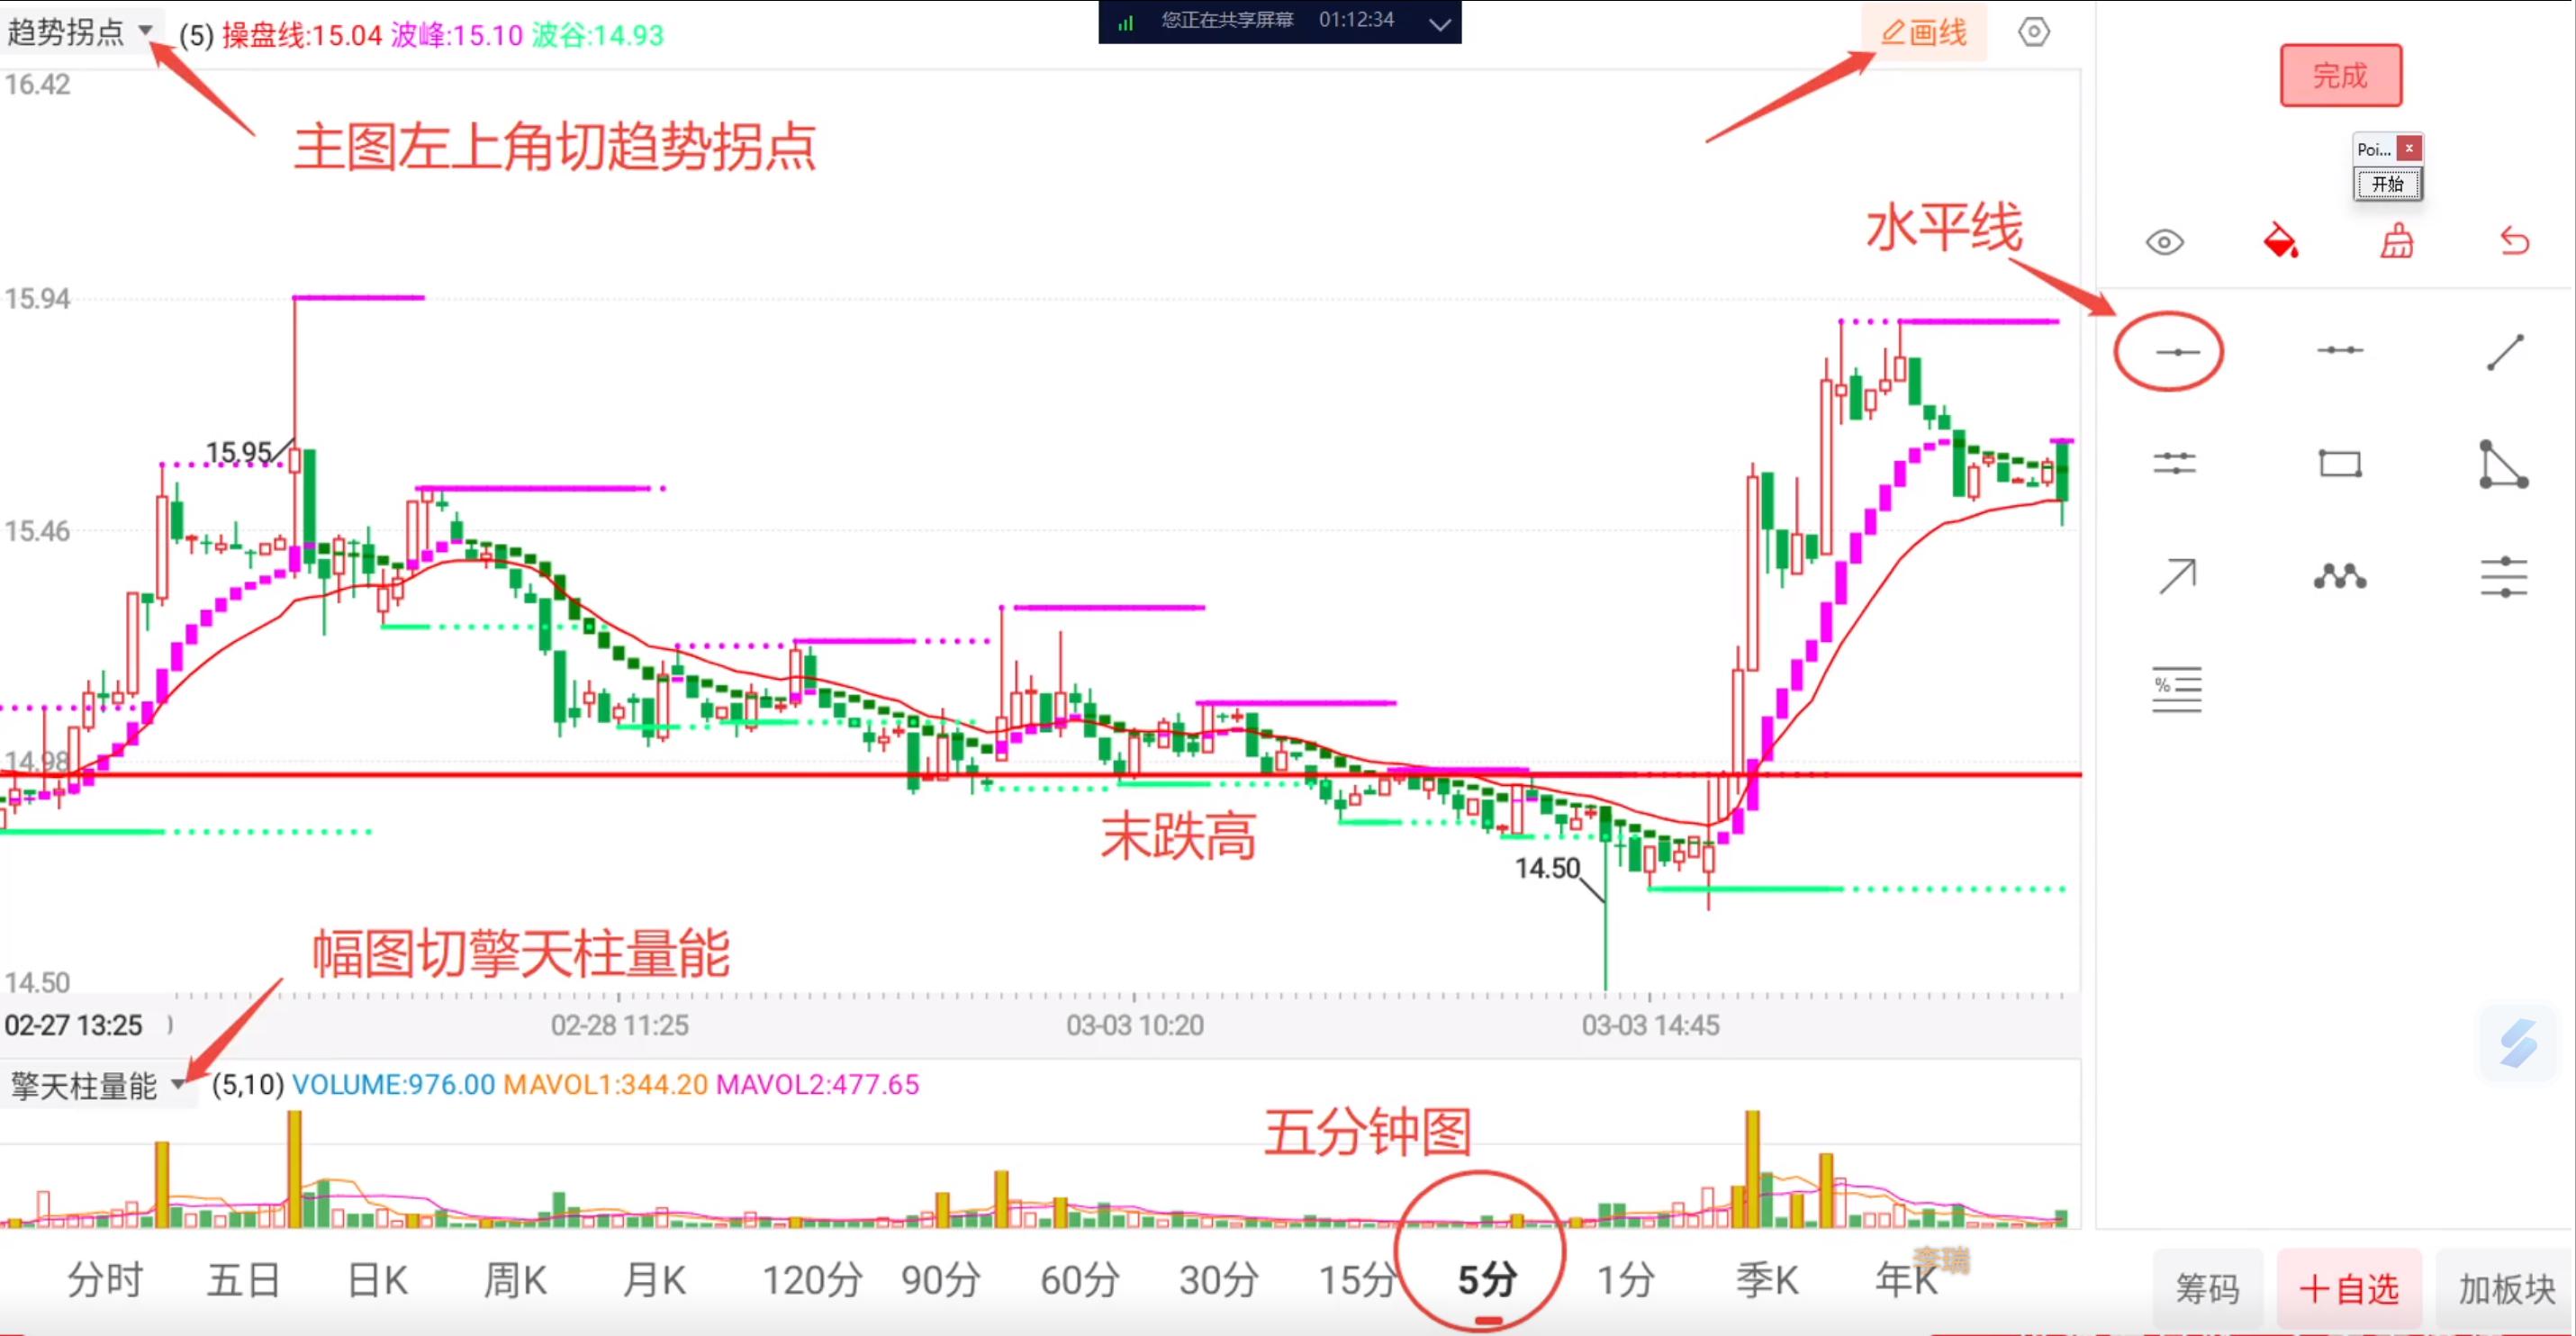 趋势拐点 (5) 操盘线:15.04 波峰:15.10 波谷:14.93
您正在共享屏幕 01:12:34
画线
完成
16.42
主图左上角切趋势拐点
Poi... x
开始
水平线
15.94
15.95
15.46
14.98
末跌高
14.50
幅图切擎天柱量能
14.50
02-27 13:25
02-28 11:25
03-03 10:20
03-03 14:45
%
擎天柱量能 (5,10) VOLUME:976.00 MAVOL1:344.20 MAVOL2:477.65
五分钟图
李瑞
分时 五日 日K 周K 月K 120分 90分 60分 30分 15分 5分 1分 季K 年K
筹码 +自选 加板块